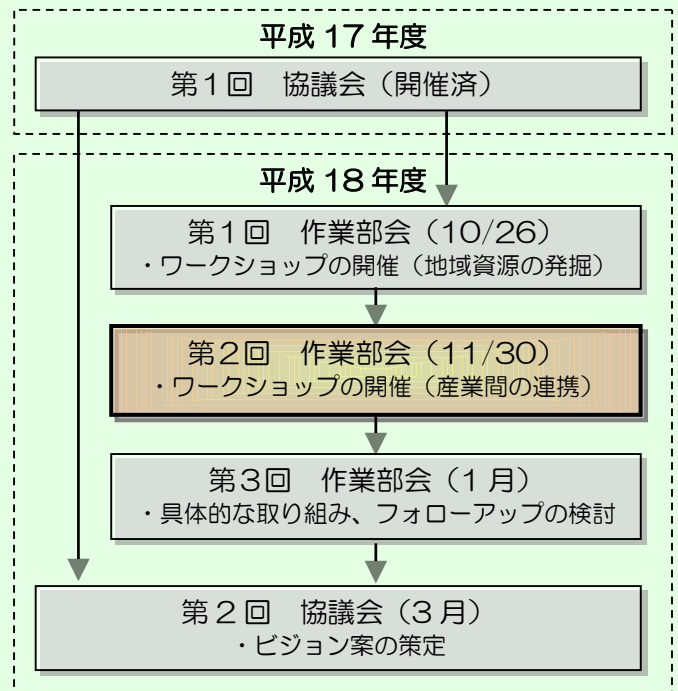 平成 17 年度
第1回　協議会（開催済）
平成 18 年度
第1回　作業部会（10/26）
・ワークショップの開催（地域資源の発掘）
第2回　作業部会（11/30）
・ワークショップの開催（産業間の連携）
第3回　作業部会（1 月）
・具体的な取り組み、フォローアップの検討
第 2 回　協議会（3 月）
・ビジョン案の策定